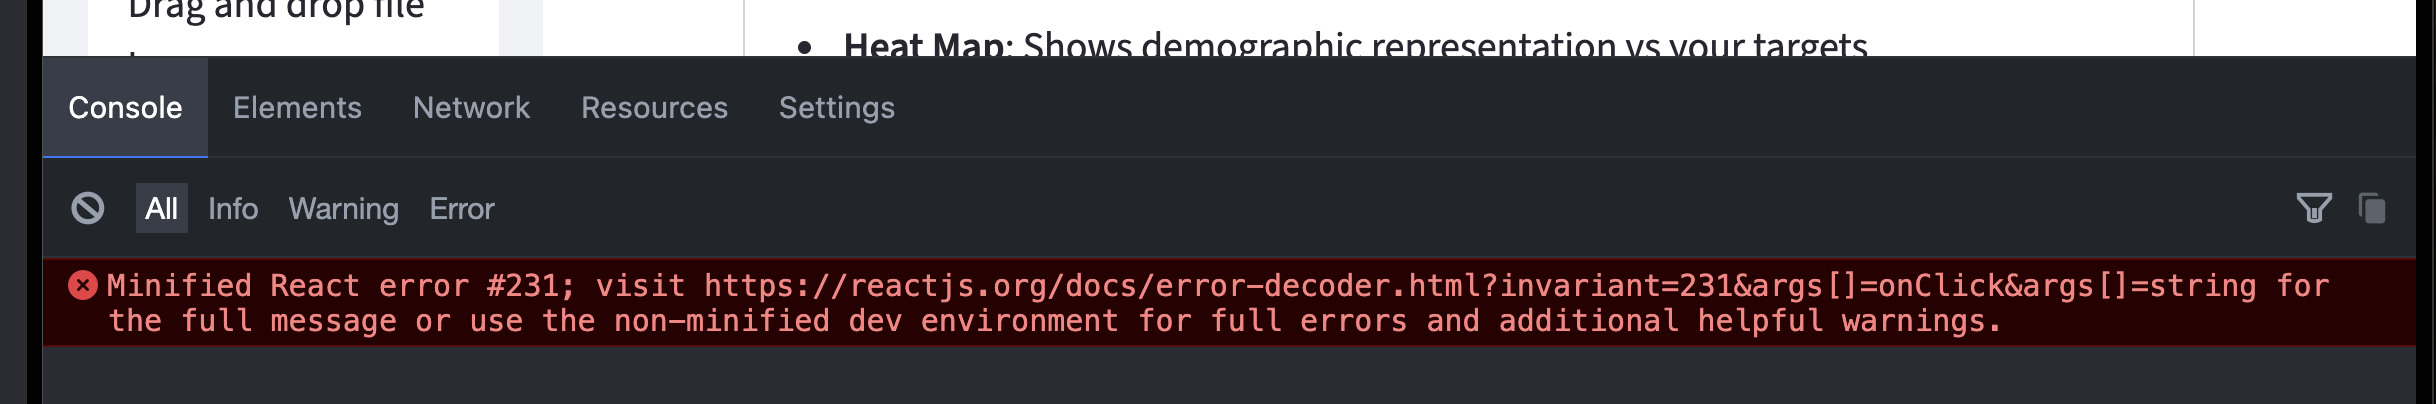 Drag and drop file
Heat Map: Shows demographic representation vs your targets
Console Elements Network Resources Settings
All Info Warning Error
Minified React error #231; visit https://reactjs.org/docs/error-decoder.html?invariant=231&args[]=onClick&args[]=string for
the full message or use the non-minified dev environment for full errors and additional helpful warnings.